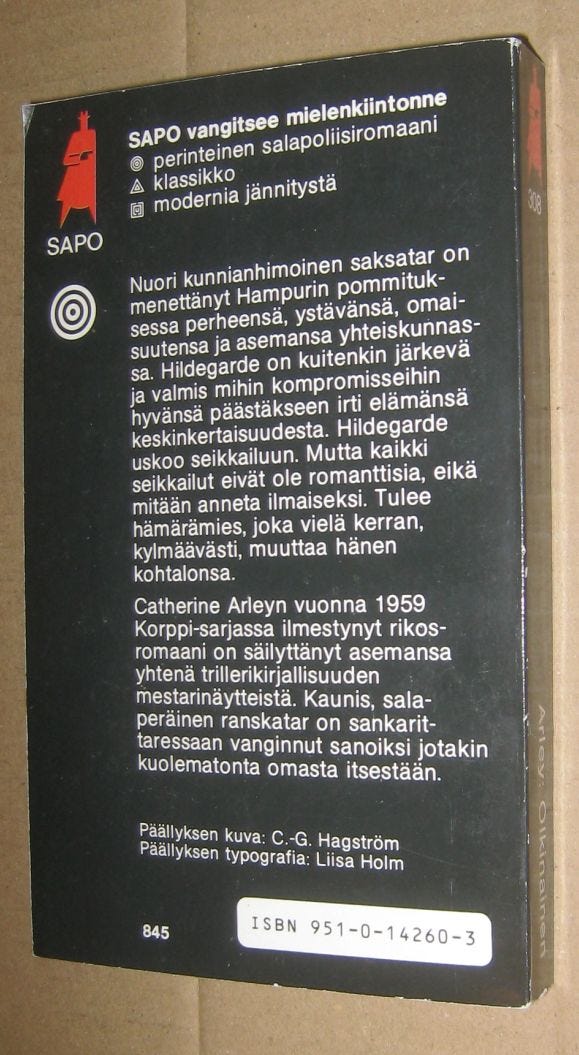 SAPO vangitsee mielenkiintonne
perinteinen salapoliisiromaani
klassikko
modernia jännitystä
SAPO
Nuori kunnianhimoinen saksatar on
menettänyt Hampurin pommituk-
sessa perheensä, ystävänsä, omai-
suutensa ja asemansa yhteiskunnas-
sa. Hildegarde on kuitenkin järkevä
ja valmis mihin kompromisseihin
hyvänsä päästäkseen irti elämänsä
keskinkertaisuudesta. Hildegarde
uskoo seikkailuun. Mutta kaikki
seikkailut eivät ole romanttisia, eikä
mitään anneta ilmaiseksi. Tulee
hämärämies, joka vielä kerran,
kylmäävästi, muuttaa hänen
kohtalonsa.
Catherine Arleyn vuonna 1959
Korppi-sarjassa ilmestynyt rikos-
romaani on säilyttänyt asemansa
yhtenä trillerikirjallisuuden
mestarinäytteistä. Kaunis, sala-
peräinen ranskatar on sankarit-
taressaan vanginnut sanoiksi jotakin
kuolematonta omasta itsestään.
Päällyksen kuva: C.-G. Hagström
Päällyksen typografia: Liisa Holm
845
ISBN 951-0-14260-3
308
Arley: Olkinainen